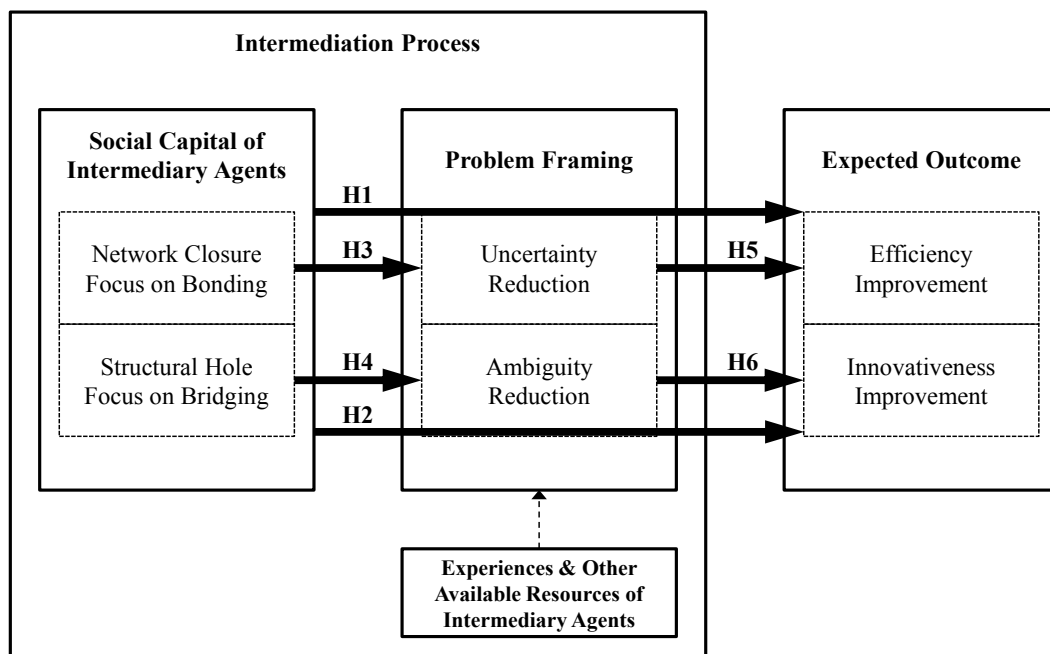 Intermediation Process
Social Capital of
Intermediary Agents
Problem Framing
Expected Outcome
H1
Network Closure
Focus on Bonding
H3
Uncertainty
Reduction
H5
Efficiency
Improvement
Structural Hole
Focus on Bridging
H4
Ambiguity
Reduction
H6
Innovativeness
Improvement
H2
Experiences & Other
Available Resources of
Intermediary Agents